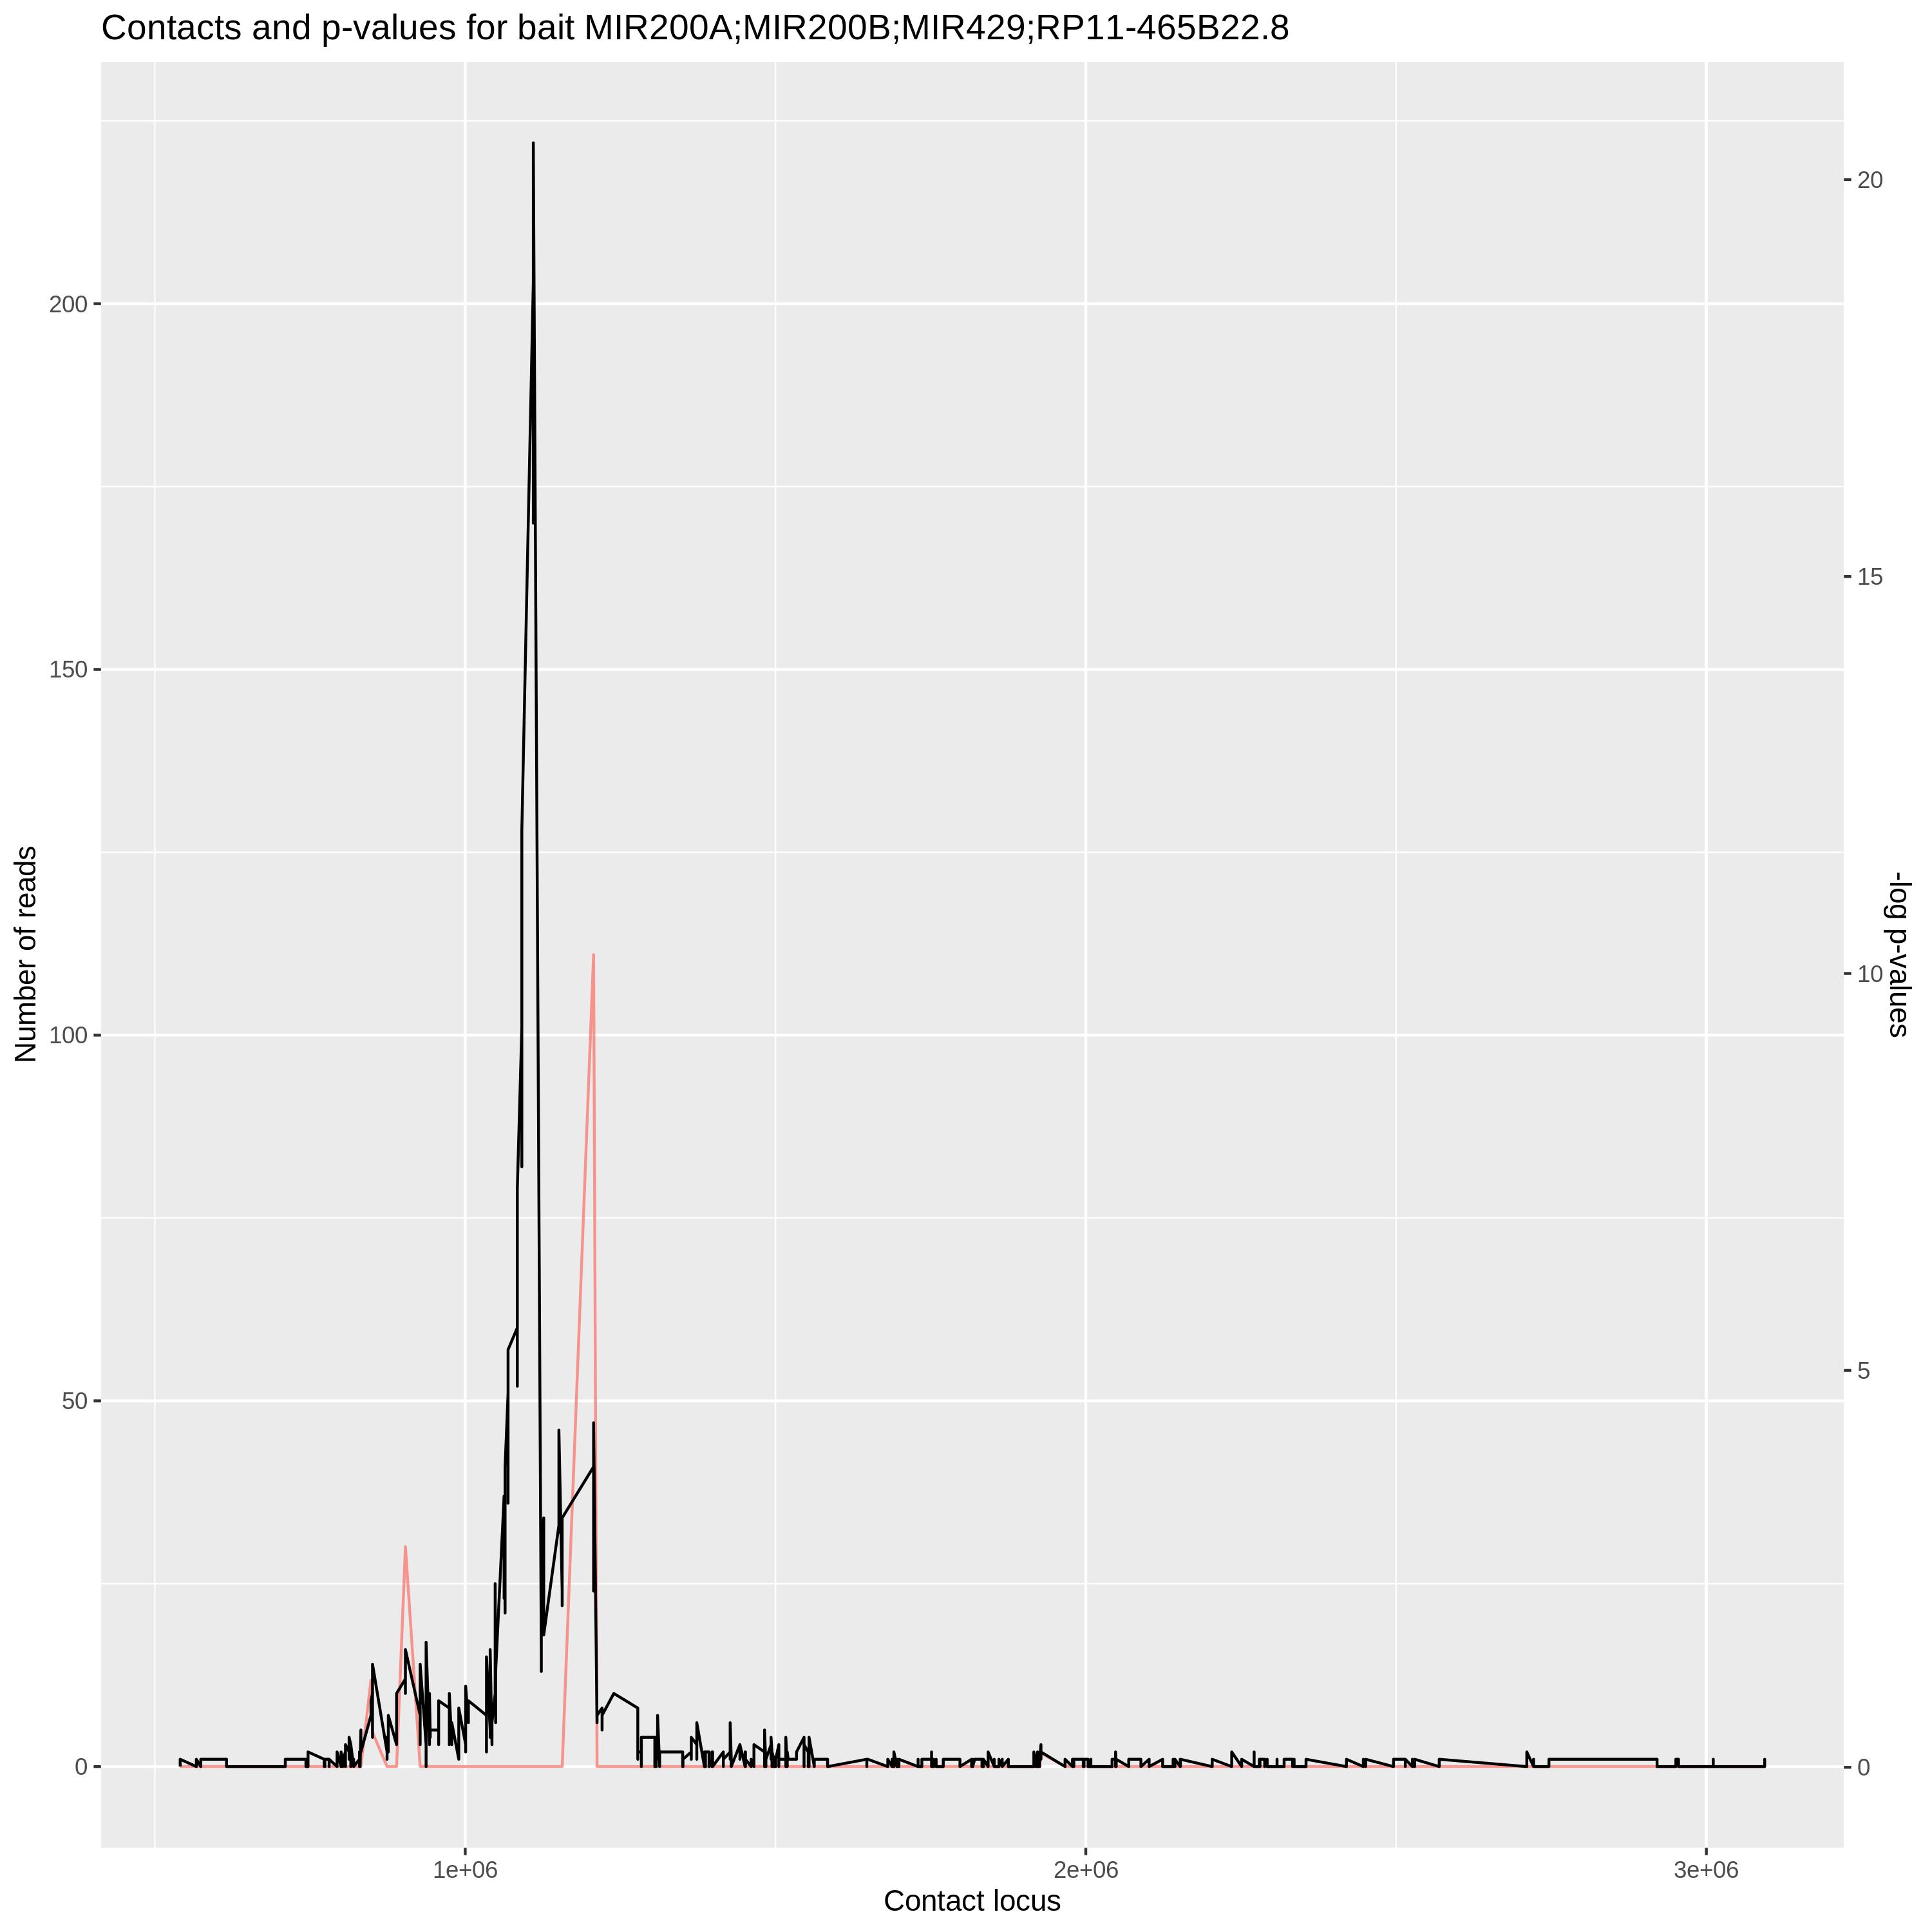 Contacts and p-values for bait MIR200A;MIR200B;MIR429;RP11-465B22.8
Number of reads
200
150
100
50
0
20
15
10
5
0
-log p-values
1e+06
2e+06
3e+06
Contact locus